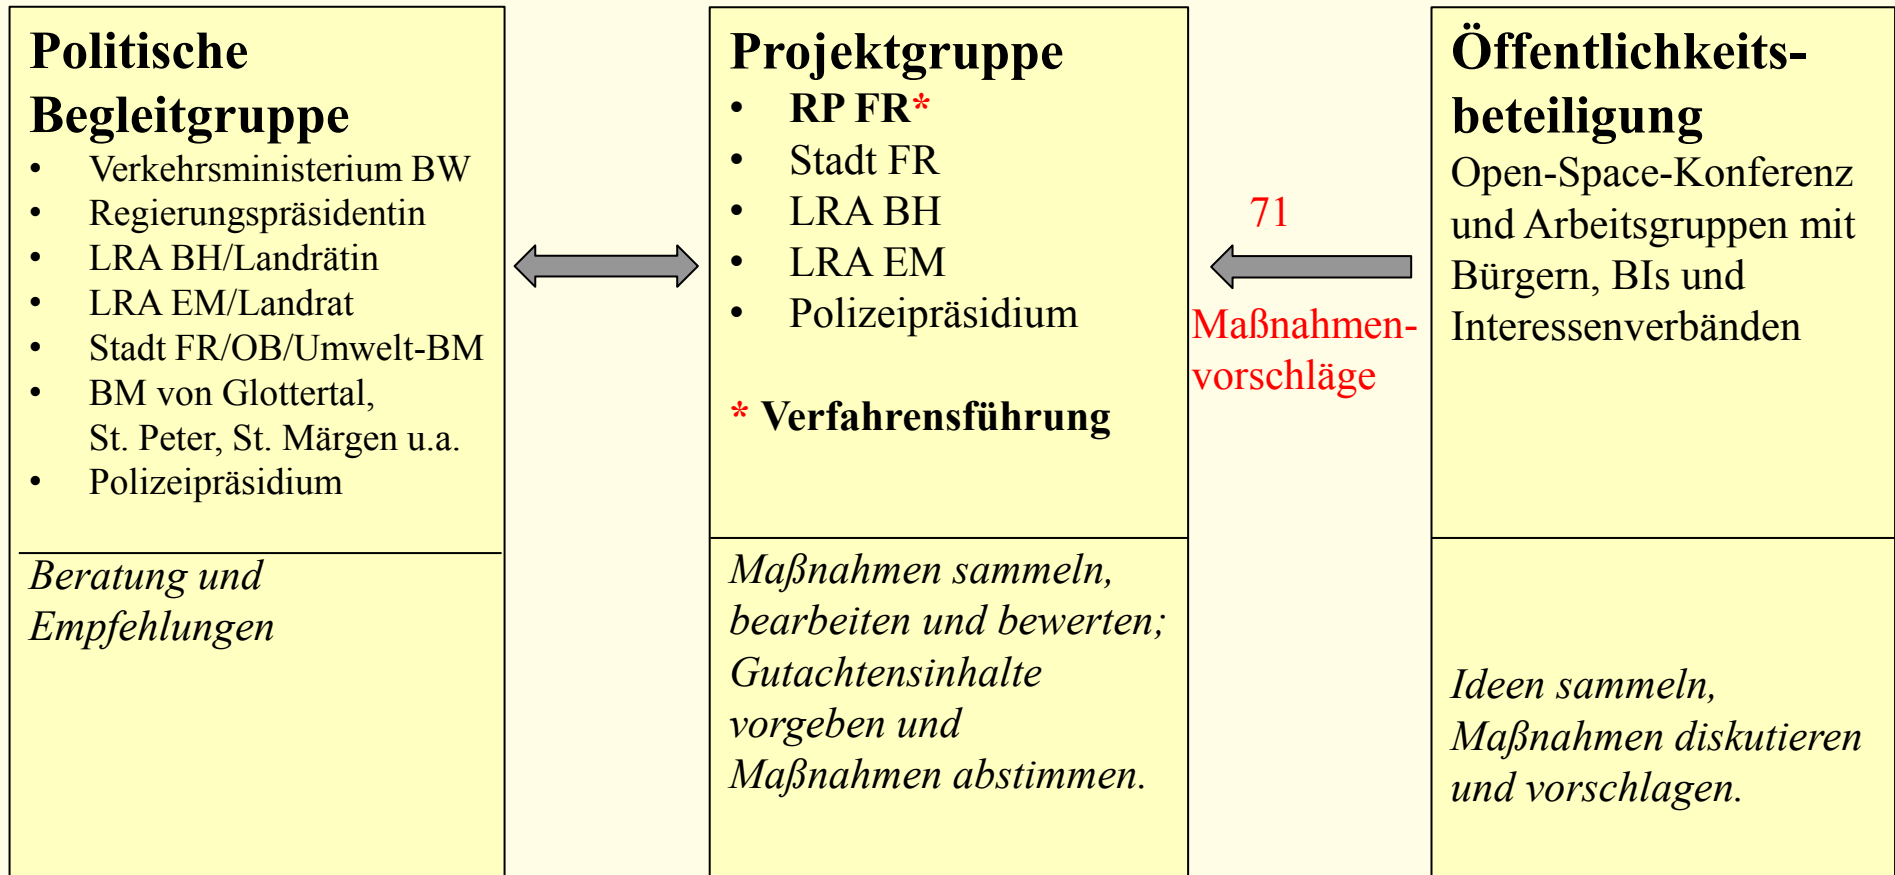 Politische
Begleitgruppe
• Verkehrsministerium BW
• Regierungspräsidentin
• LRA BH/Landrätin
• LRA EM/Landrat
• Stadt FR/OB/Umwelt-BM
• BM von Glottertal,
St. Peter, St. Märgen u.a.
• Polizeipräsidium
Beratung und
Empfehlungen
Projektgruppe
• RP FR*
• Stadt FR
• LRA BH
• LRA EM
• Polizeipräsidium
* Verfahrensführung
Maßnahmen sammeln,
bearbeiten und bewerten;
Gutachtensinhalte
vorgeben und
Maßnahmen abstimmen.
71
Maßnahmen-
vorschläge
Öffentlichkeits-
beteiligung
Open-Space-Konferenz
und Arbeitsgruppen mit
Bürgern, BIs und
Interessenverbänden
Ideen sammeln,
Maßnahmen diskutieren
und vorschlagen.